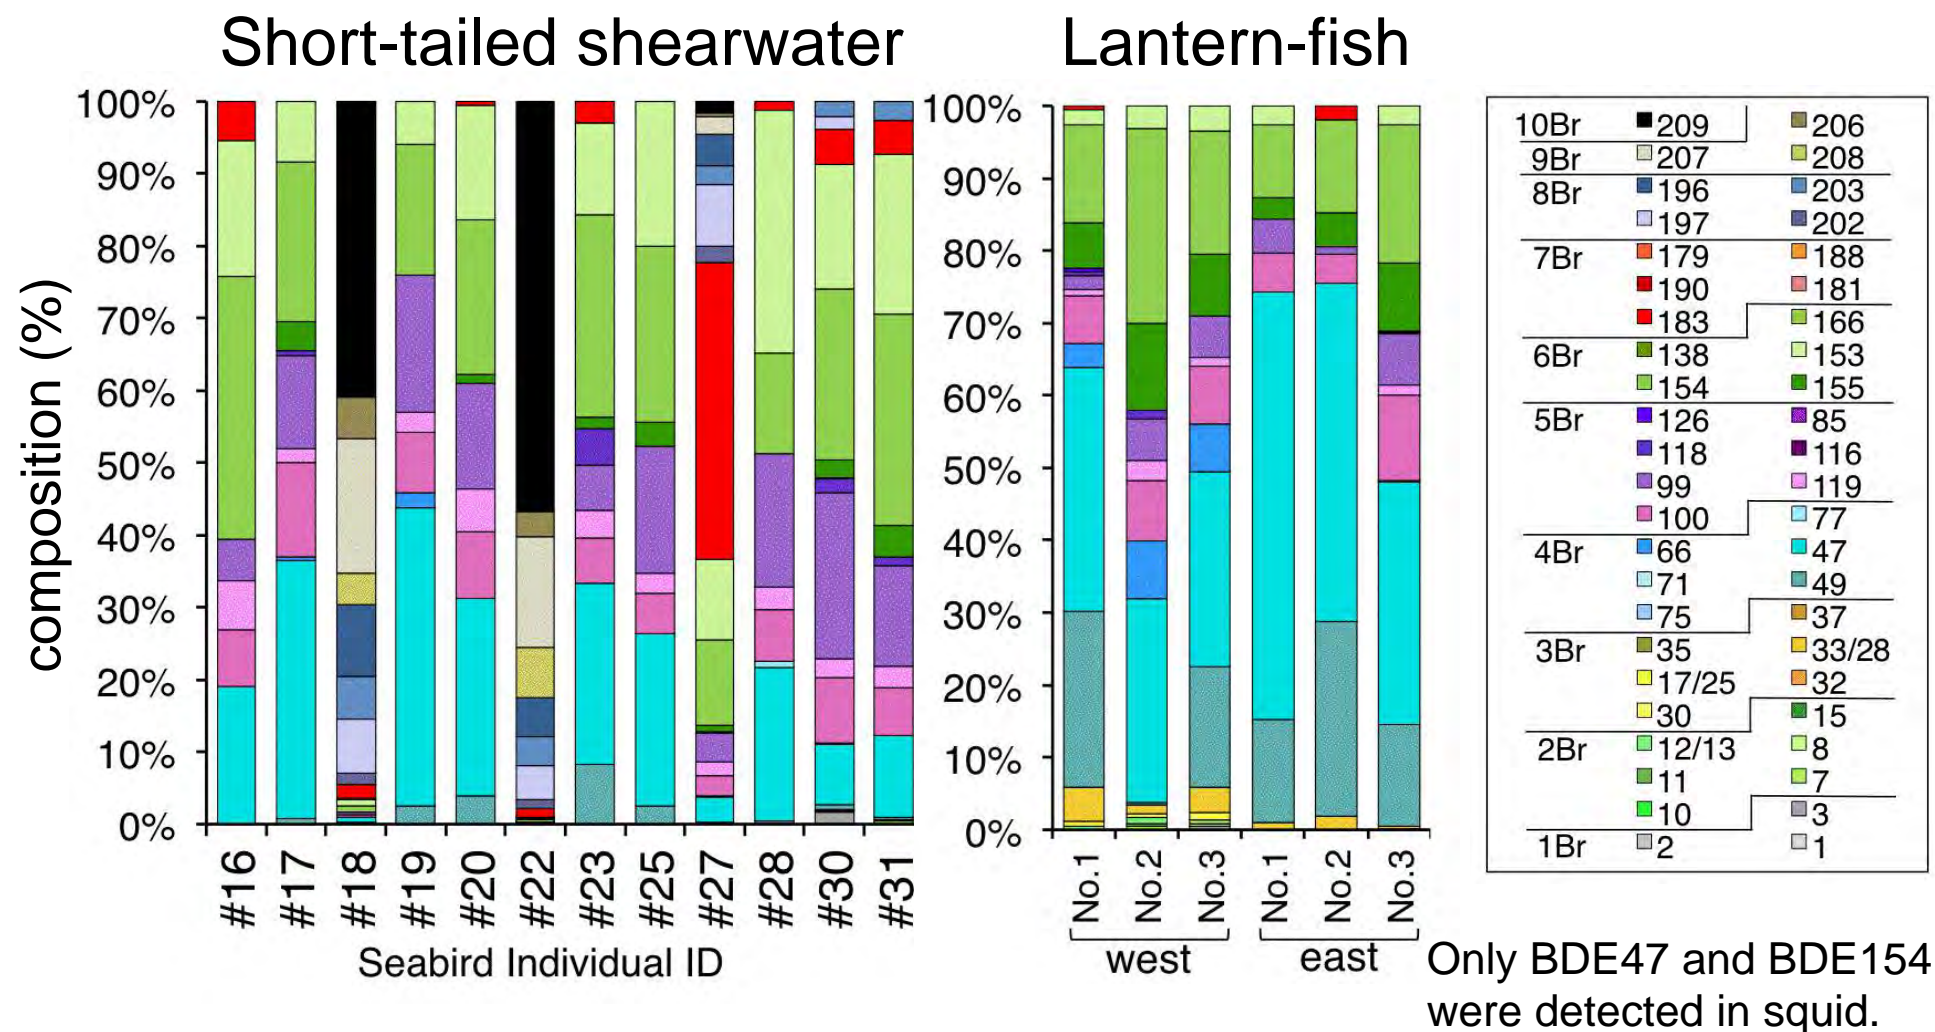 Short-tailed shearwater
Lantern-fish
composition (%)
100%
90%
80%
70%
60%
50%
40%
30%
20%
10%
0%
#16
#17
#18
#19
#20
#22
#23
#25
#27
#28
#30
#31
Seabird Individual ID
100%
90%
80%
70%
60%
50%
40%
30%
20%
10%
0%
No.1
No.2
No.3
No.1
No.2
No.3
west
east
10Br 209 206
9Br 207 208
8Br 196 203
197 202
7Br 179 188
190 181
183 166
6Br 138 153
154 155
5Br 126 85
118 116
99 119
100 77
4Br 66 47
71 49
75 37
3Br 35 33/28
17/25 32
30 15
2Br 12/13 8
11 7
10 3
1Br 2 1
Only BDE47 and BDE154
were detected in squid.